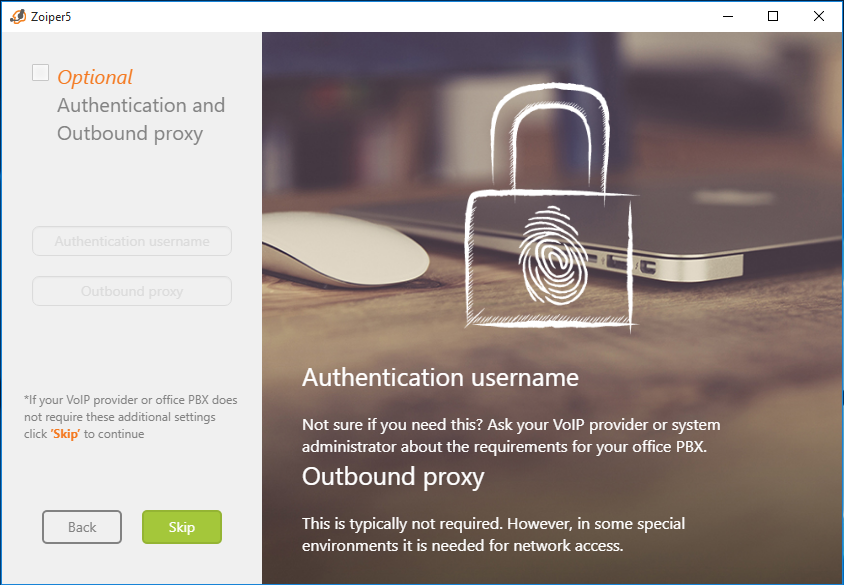 Zoiper5
Optional
Authentication and
Outbound proxy
Authentication username
Outbound proxy
*If your VoIP provider or office PBX does
not require these additional settings
click 'Skip' to continue
Back
Skip
Authentication username
Not sure if you need this? Ask your VoIP provider or system
administrator about the requirements for your office PBX.
Outbound proxy
This is typically not required. However, in some special
environments it is needed for network access.